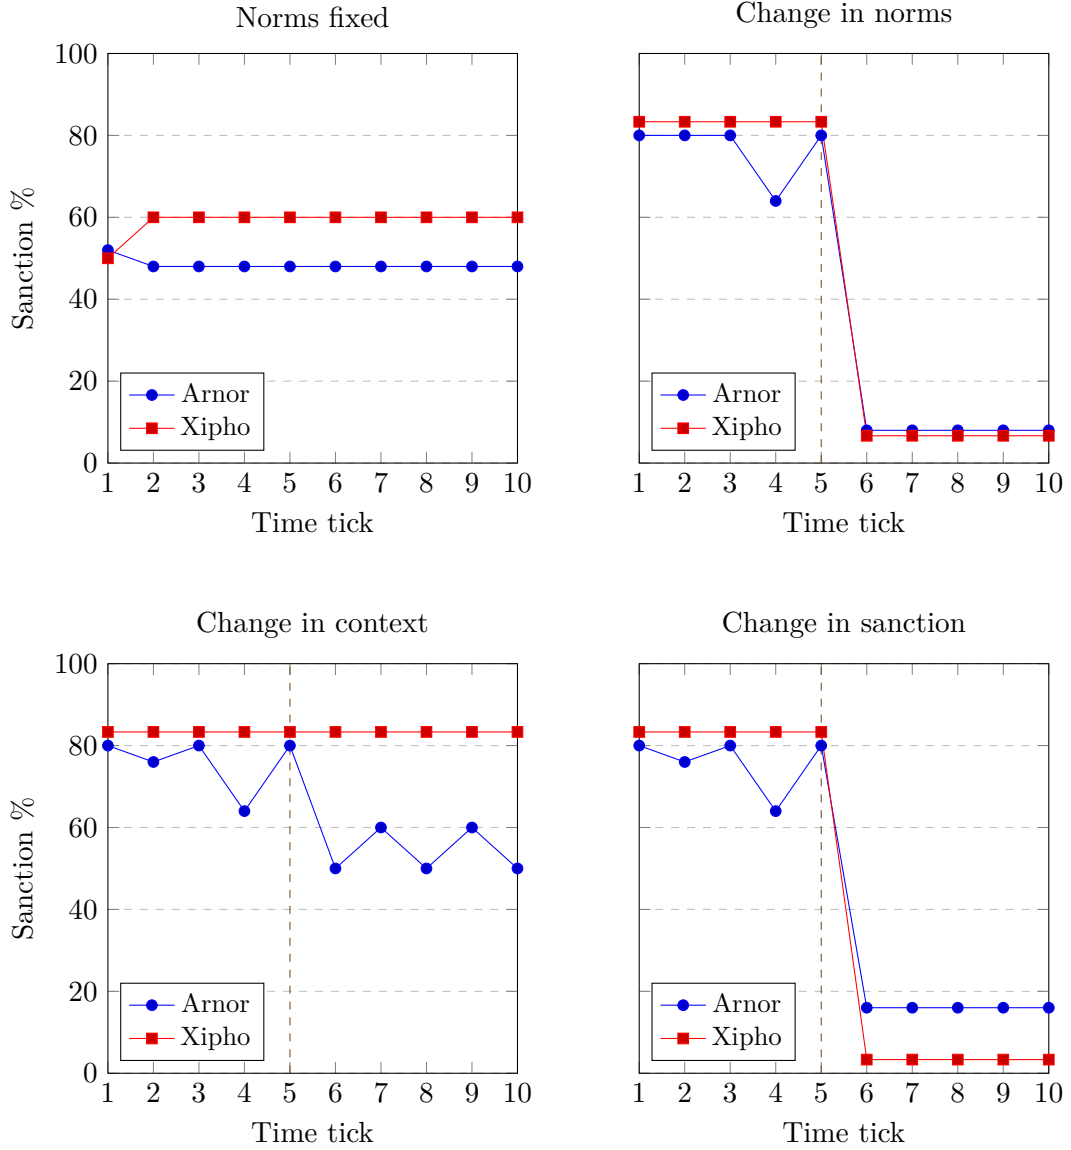 Norms fixed
Change in norms
100
80
60
40
20
0
Sanction %
Arnor
Xipho
1 2 3 4 5 6 7 8 9 10
Time tick
Arnor
Xipho
1 2 3 4 5 6 7 8 9 10
Time tick
Change in context
Change in sanction
100
80
60
40
20
0
Sanction %
Arnor
Xipho
1 2 3 4 5 6 7 8 9 10
Time tick
Arnor
Xipho
1 2 3 4 5 6 7 8 9 10
Time tick